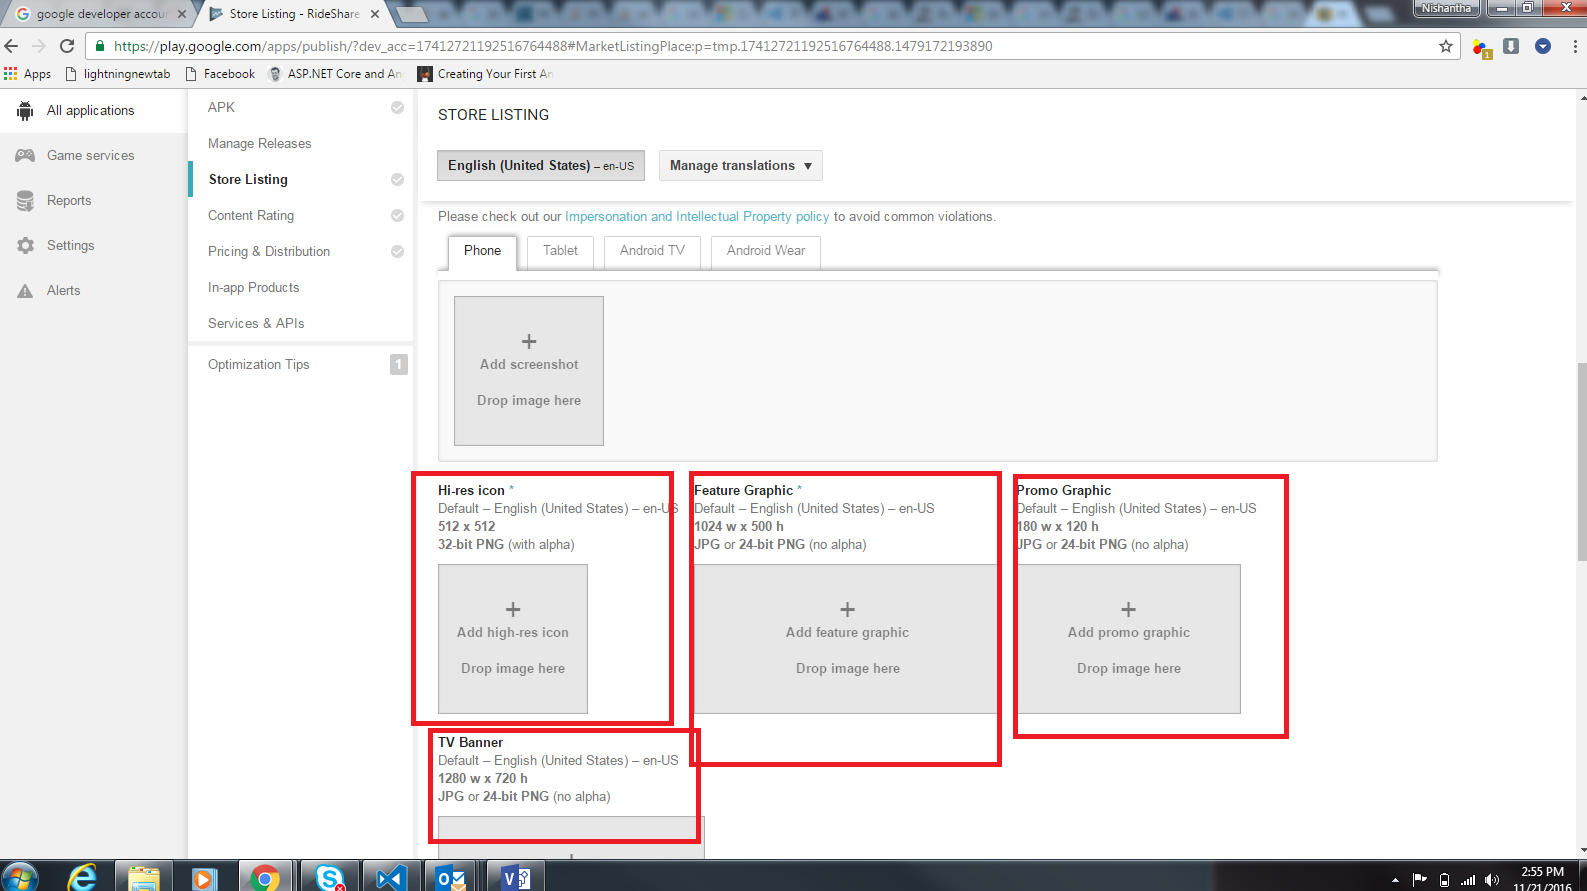 google developer accou
Store Listing - RideShare
Nishantha
https://play.google.com/apps/publish/?dev_acc=17412721192516764488#MarketListingPlace:p=tmp.17412721192516764488.1479172193890
1
Apps
lightningnewtab
Facebook
ASP.NET Core and An
Creating Your First An
All applications
Game services
Reports
Settings
Alerts
APK
Manage Releases
Store Listing
Content Rating
Pricing & Distribution
In-app Products
Services & APIs
Optimization Tips
1
STORE LISTING
English (United States) – en-US
Manage translations
Please check out our Impersonation and Intellectual Property policy to avoid common violations.
Phone
Tablet
Android TV
Android Wear
+
Add screenshot
Drop image here
Hi-res icon *
Default – English (United States) – en-US
512 x 512
32-bit PNG (with alpha)
+
Add high-res icon
Drop image here
Feature Graphic *
Default – English (United States) – en-US
1024 w x 500 h
JPG or 24-bit PNG (no alpha)
+
Add feature graphic
Drop image here
Promo Graphic
Default – English (United States) – en-US
180 w x 120 h
JPG or 24-bit PNG (no alpha)
+
Add promo graphic
Drop image here
TV Banner
Default – English (United States) – en-US
1280 w x 720 h
JPG or 24-bit PNG (no alpha)
2:55 PM
11/21/2016